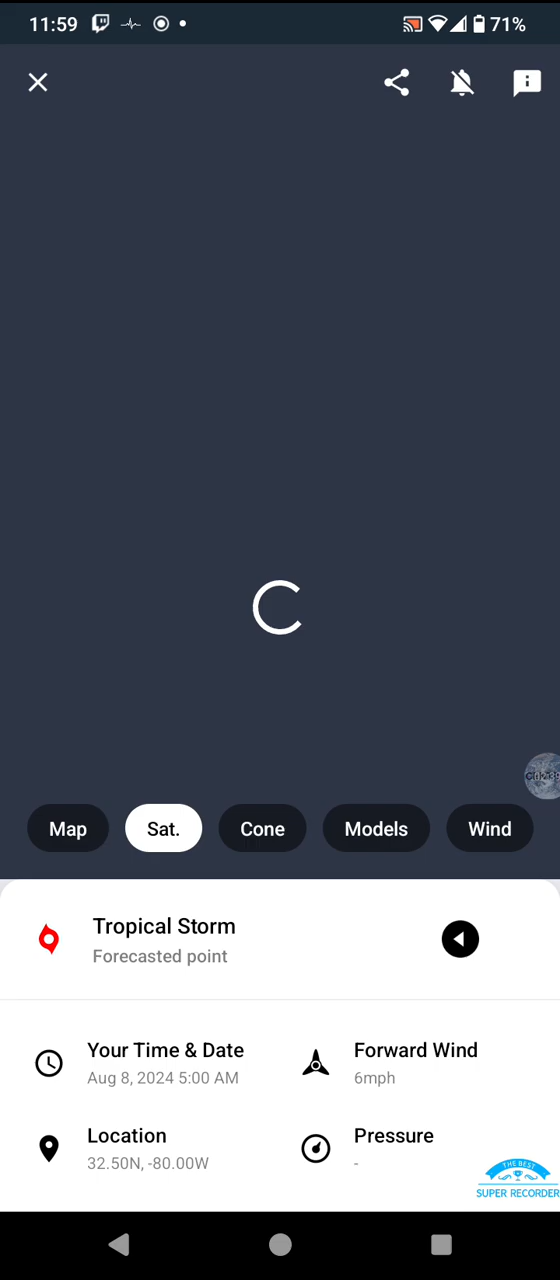 11:59
71%
Map Sat. Cone Models Wind
Tropical Storm
Forecasted point
Your Time & Date
Aug 8, 2024 5:00 AM
Forward Wind
6mph
Location
32.50N, -80.00W
Pressure
-
THE BEST
SUPER RECORDER